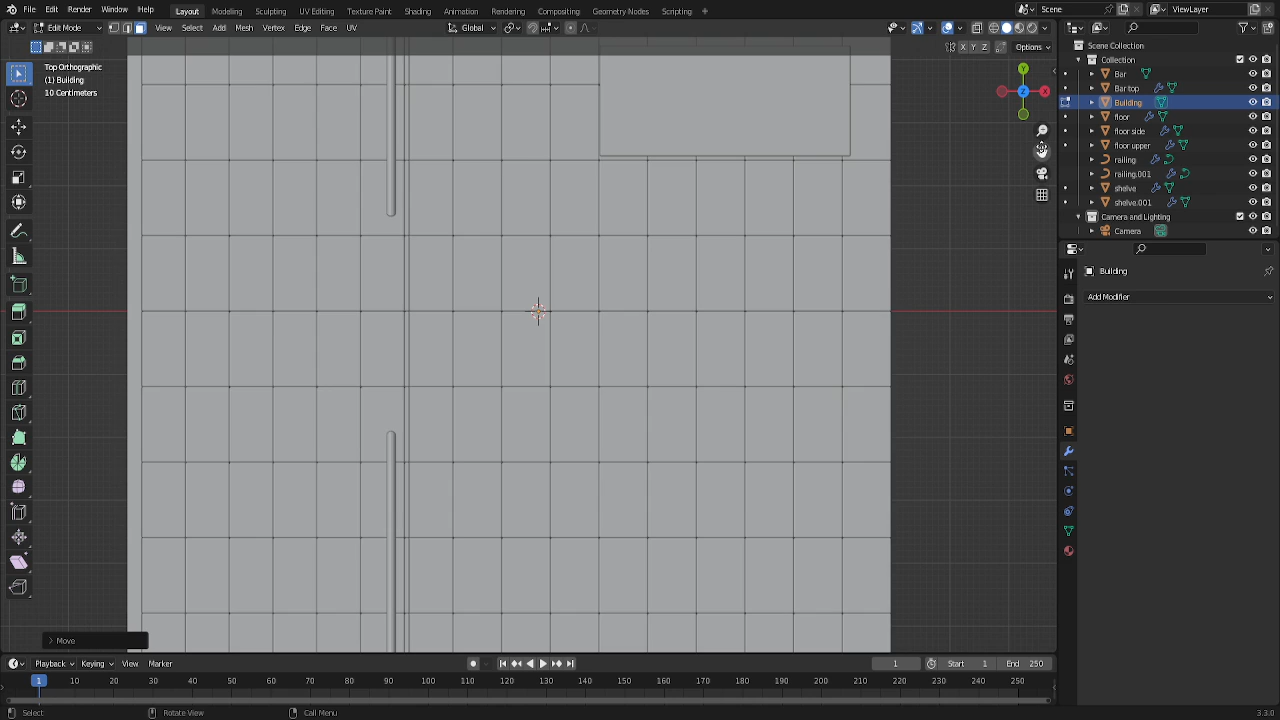 File Edit Render Window Help Layout Modeling Sculpting UV Editing Texture Paint Shading Animation Rendering Compositing Geometry Nodes Scripting + Scene ViewLayer
Edit Mode View Select Add Mesh Vertex Edge Face UV Global
X Y Z Options
Top Orthographic
(1) Building
10 Centimeters
Y
X
Z
Scene Collection
Collection
Bar
Bar top
Building
floor
floor side
floor upper
railing
railing.001
shelve
shelve.001
Camera and Lighting
Camera
Building
Add Modifier
> Move
Playback Keying View Marker 1 Start 1 End 250
1 10 20 30 40 50 60 70 80 90 100 110 120 130 140 150 160 170 180 190 200 210 220 230 240 250
Select Rotate View Call Menu 3.3.0